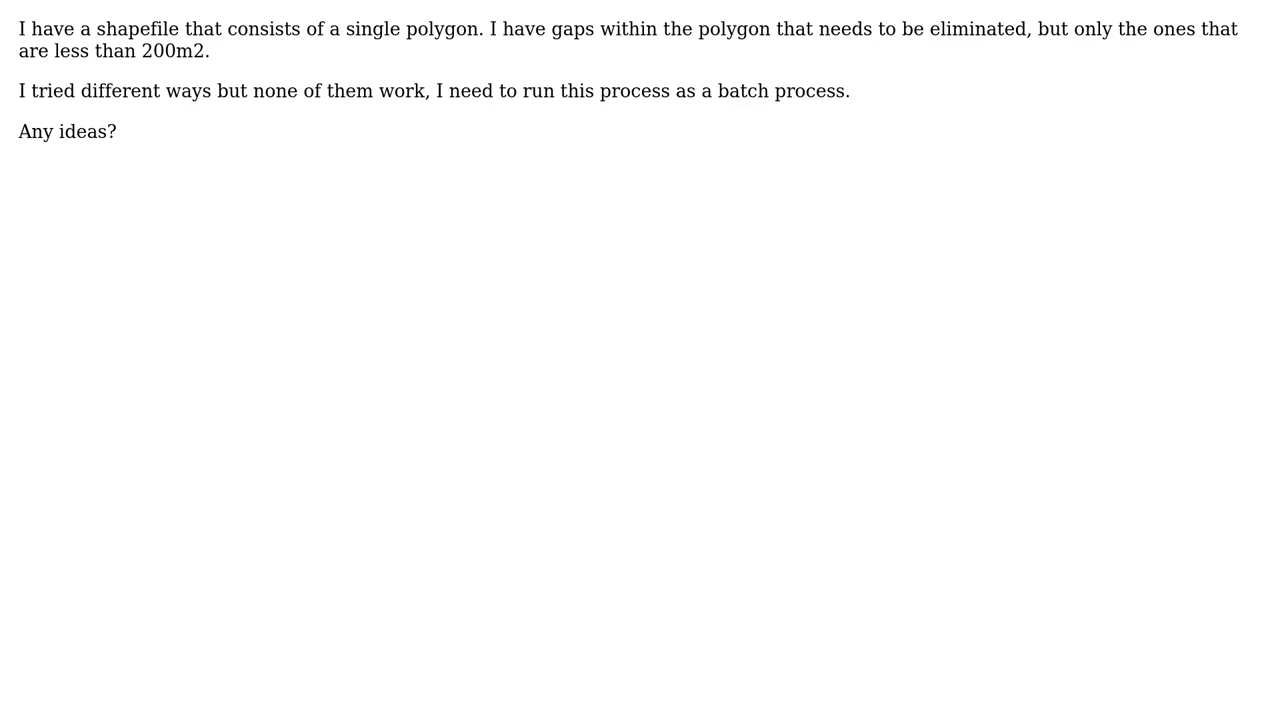 I have a shapefile that consists of a single polygon. I have gaps within the polygon that needs to be eliminated, but only the ones that
are less than 200m2.
I tried different ways but none of them work, I need to run this process as a batch process.
Any ideas?